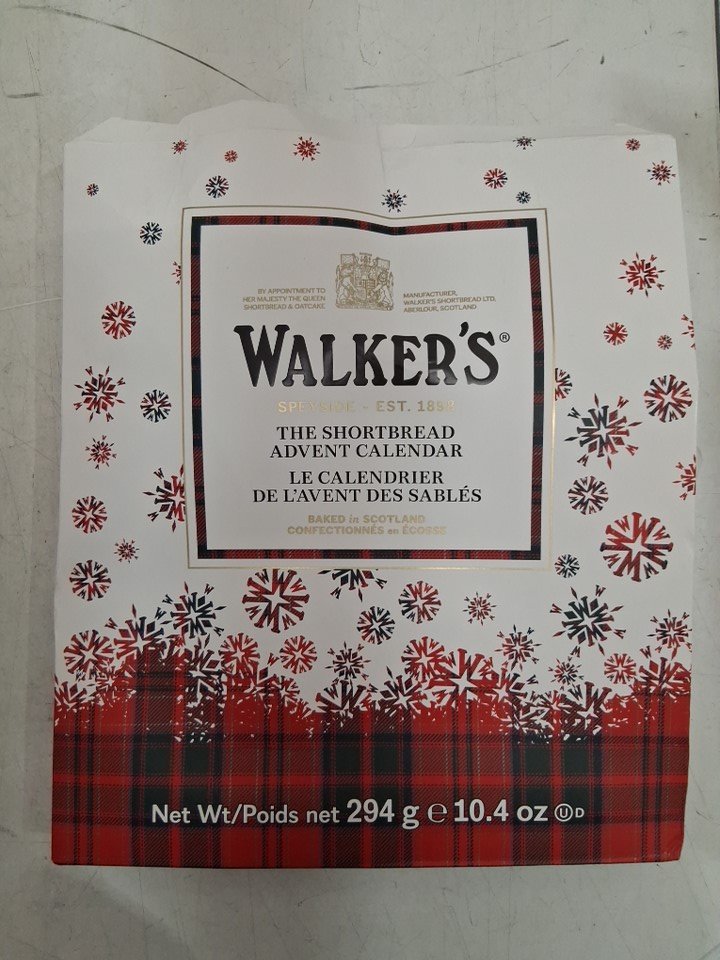 BY APPOINTMENT TO
HER MAJESTY THE QUEEN
SHORTBREAD & OATCAKE
MANUFACTURER,
WALKER'S SHORTBREAD LTD,
ABERLOUR, SCOTLAND
WALKER'S®
SPEYSIDE - EST. 1898
THE SHORTBREAD
ADVENT CALENDAR
LE CALENDRIER
DE L'AVENT DES SABLÉS
BAKED in SCOTLAND
CONFECTIONNÉS en ÉCOSSE
Net Wt/Poids net 294 g ℮ 10.4 oz Ⓤ D